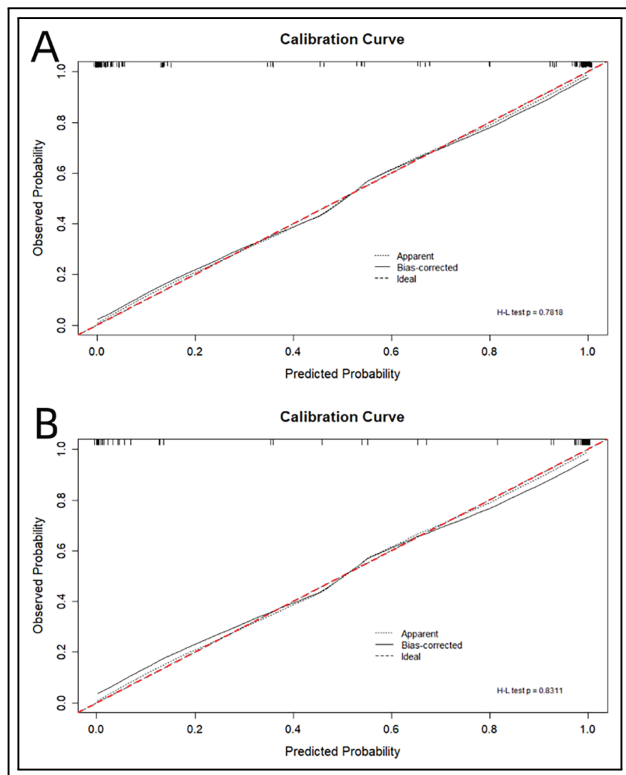 A
Calibration Curve
Observed Probability
1.0
0.8
0.6
0.4
0.2
0.0
Apparent
Bias-corrected
Ideal
H-L test p = 0.7818
0.0 0.2 0.4 0.6 0.8 1.0
Predicted Probability
B
Calibration Curve
Observed Probability
1.0
0.8
0.6
0.4
0.2
0.0
Apparent
Bias-corrected
Ideal
H-L test p = 0.8311
0.0 0.2 0.4 0.6 0.8 1.0
Predicted Probability